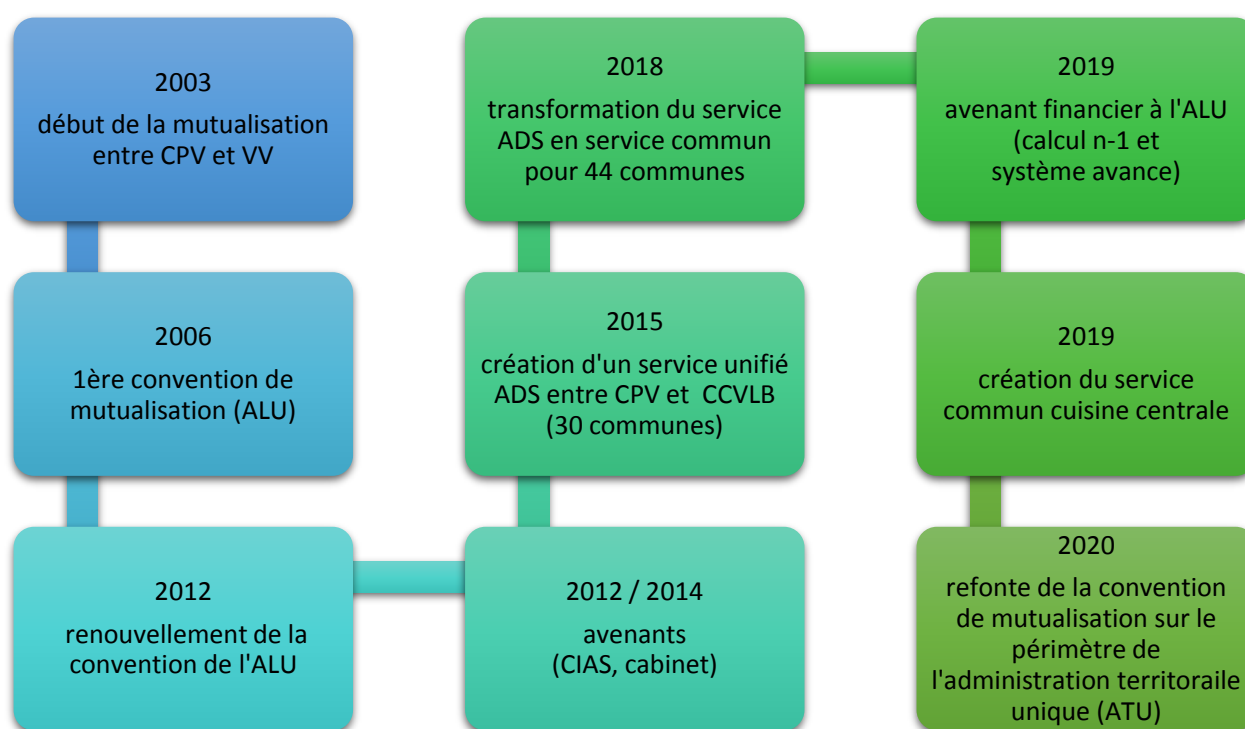 2003
début de la mutualisation
entre CPV et VV
2006
1ère convention de
mutualisation (ALU)
2012
renouvellement de la
convention de l'ALU
2012 / 2014
avenants
(CIAS, cabinet)
2015
création d'un service unifié
ADS entre CPV et  CCVLB
(30 communes)
2018
transformation du service
ADS en service commun
pour 44 communes
2019
avenant financier à l'ALU
(calcul n-1 et
système avance)
2019
création du service
commun cuisine centrale
2020
refonte de la convention
de mutualisation sur le
périmètre de
l'administration territoraile
unique (ATU)